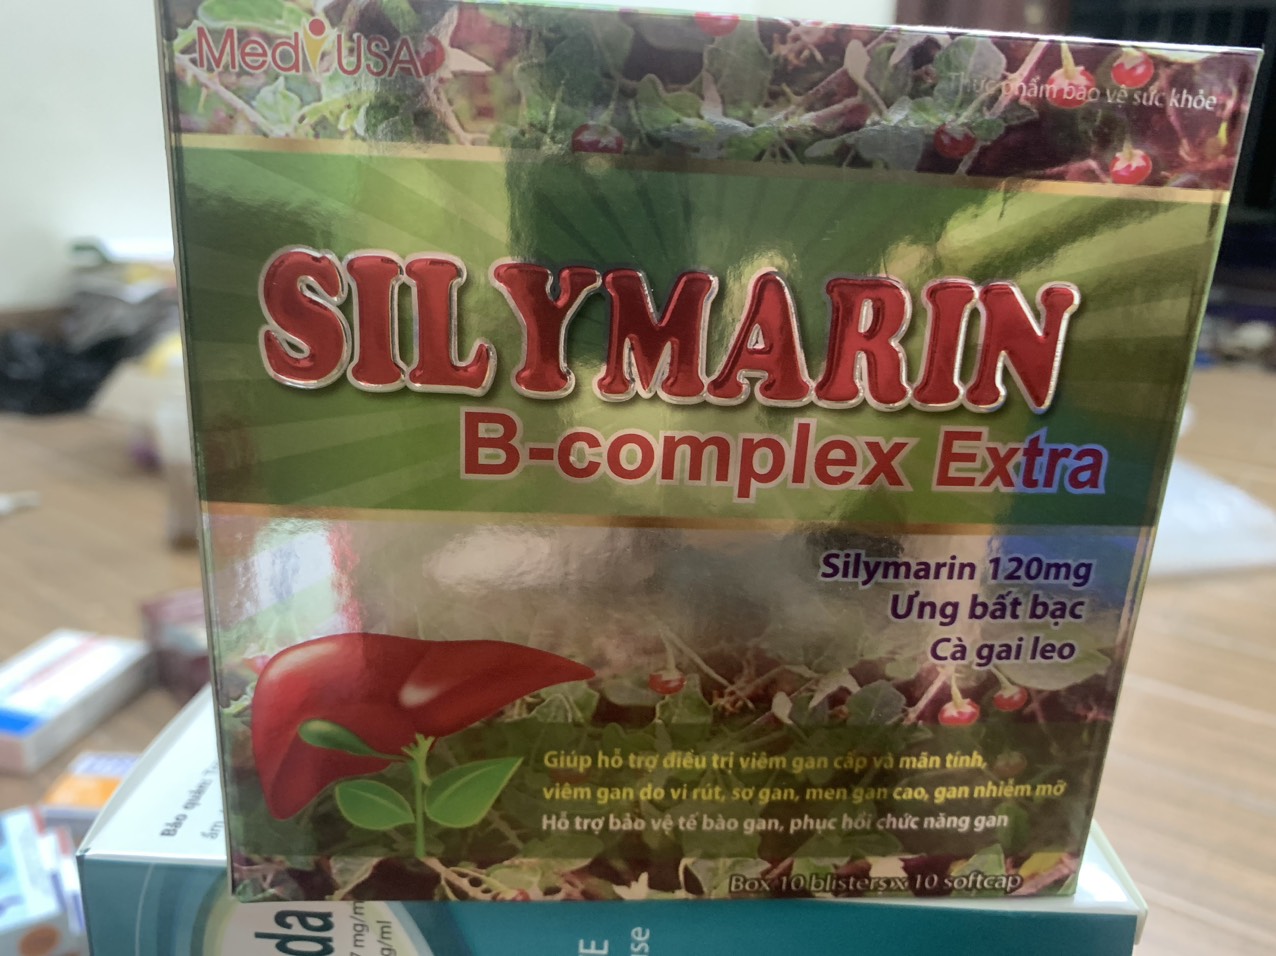 MediUSA
Thực phẩm bảo vệ sức khỏe
SILYMARIN
B-complex Extra
Silymarin 120mg
Ưng bất bạc
Cà gai leo
Giúp hỗ trợ điều trị viêm gan cấp và mãn tính,
viêm gan do vi rút, sơ gan, men gan cao, gan nhiễm mỡ
Hỗ trợ bảo vệ tế bào gan, phục hồi chức năng gan
Box 10 blisters x 10 softcap
Bảo quản